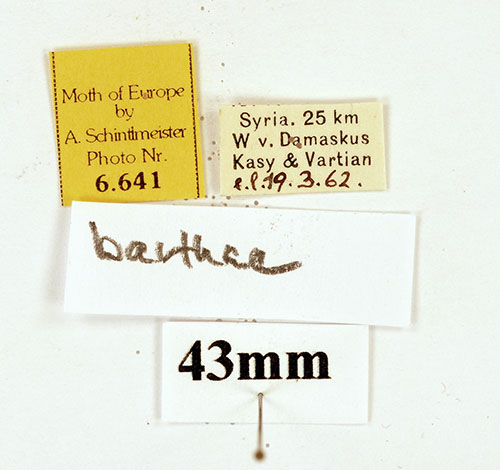 Moth of Europe
by
A. Schintlmeister
Photo Nr.
6.641
Syria. 25 km
W v. Damaskus
Kasy & Vartian
e.l. 19.3.62.
barthea
43mm